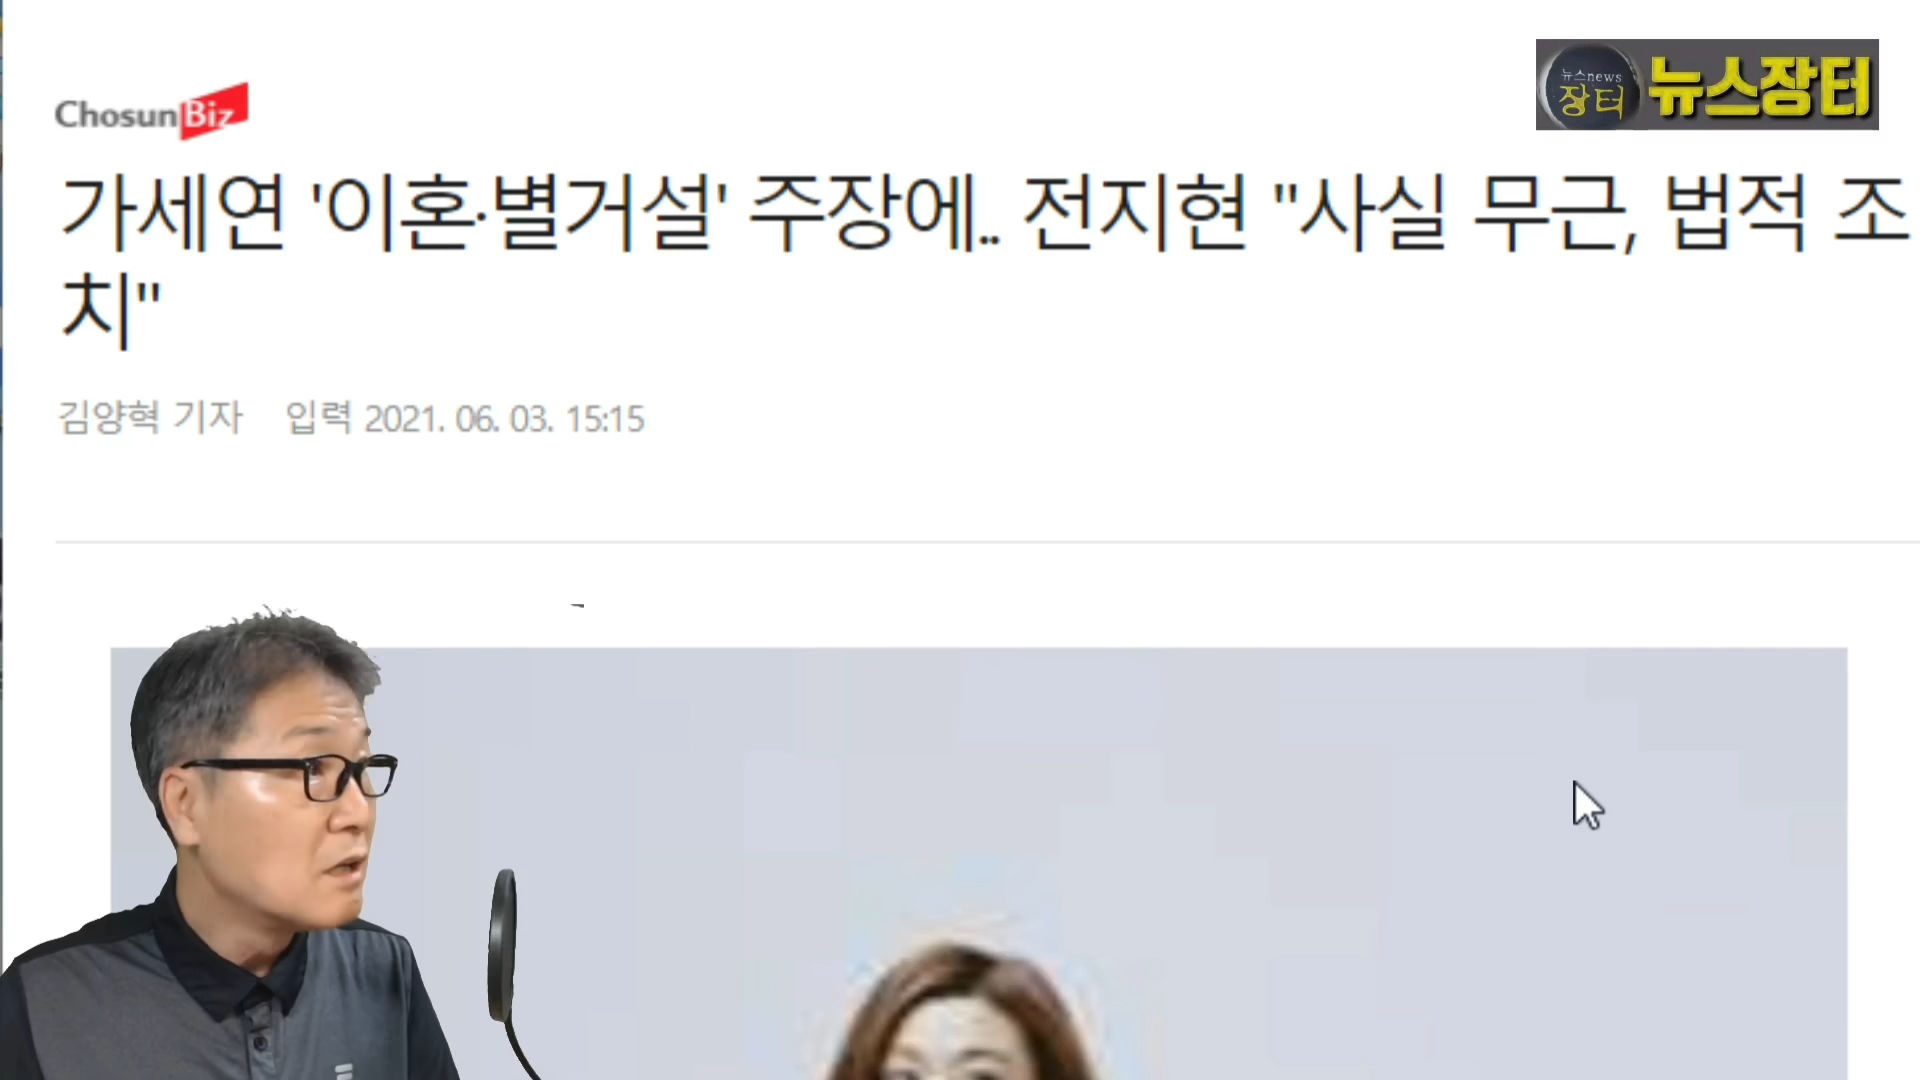 뉴스news
장터
뉴스장터
ChosunBiz
가세연 '이혼·별거설' 주장에.. 전지현 "사실 무근, 법적 조
치"
김양혁 기자 입력 2021. 06. 03. 15:15